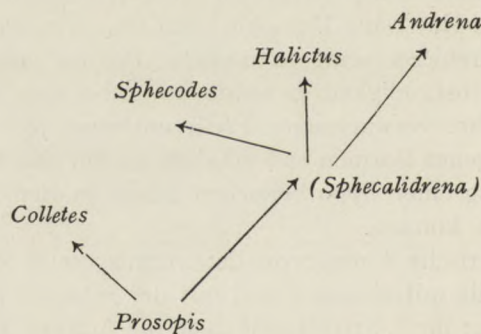 Andrena
Halictus
Sphecodes
(Sphecalidrena)
Colletes
Prosopis